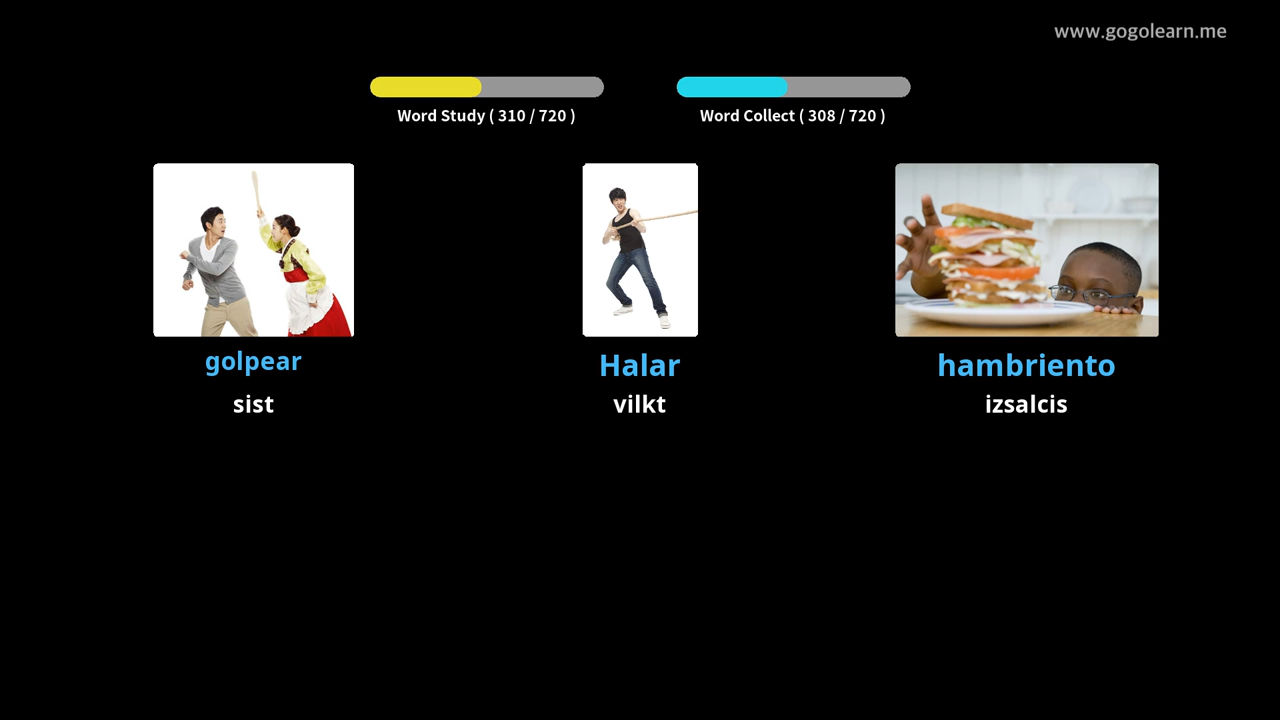 www.gogolearn.me
Word Study ( 310 / 720 )
Word Collect ( 308 / 720 )
golpear
Halar
hambriento
sist
vilkt
izsalcis